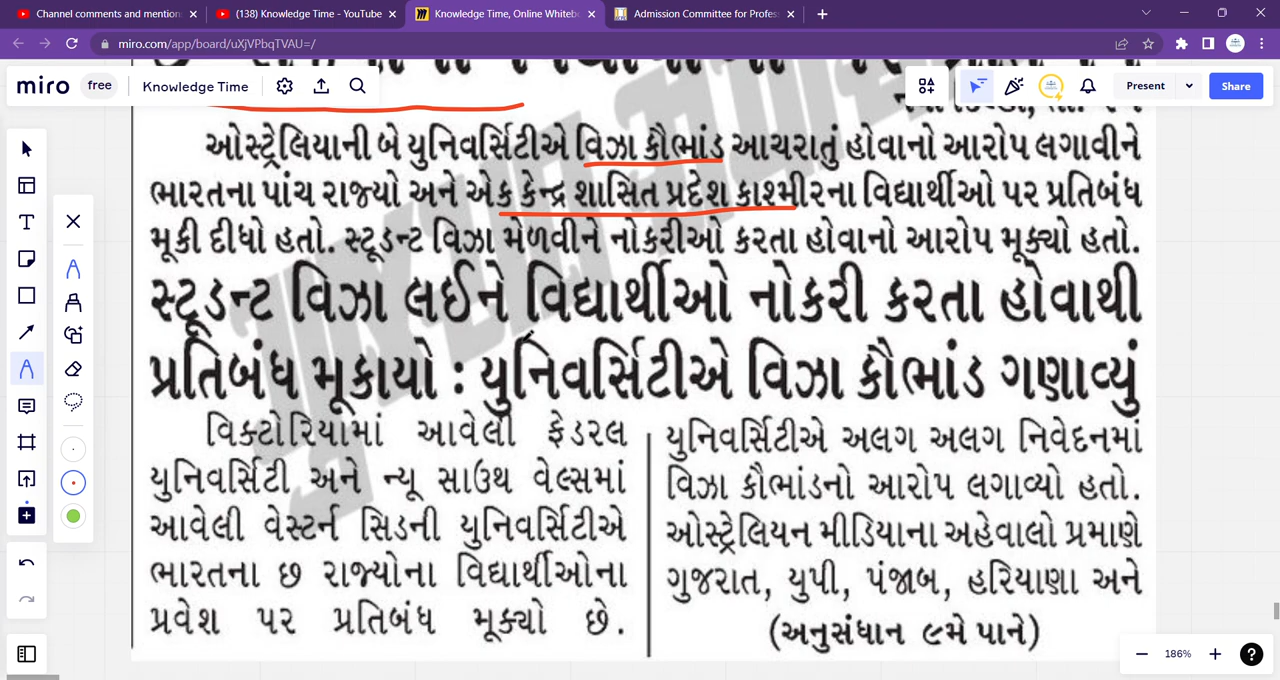 Channel comments and mention
(138) Knowledge Time - YouTube
Knowledge Time, Online Whitebo
Admission Committee for Profes
miro.com/app/board/uXjVPbqTVAU=/
miro free Knowledge Time
Present
Share
ઓસ્ટ્રેલિયાની બે યુનિવર્સિટીએ વિઝા કૌભાંડ આચરાતું હોવાનો આરોપ લગાવીને
ભારતના પાંચ રાજ્યો અને એક કેન્દ્ર શાસિત પ્રદેશ કાશ્મીરના વિદ્યાર્થીઓ પર પ્રતિબંધ
મૂકી દીધો હતો. સ્ટૂડન્ટ વિઝા મેળવીને નોકરીઓ કરતા હોવાનો આરોપ મૂક્યો હતો.
સ્ટૂડન્ટ વિઝા લઈને વિદ્યાર્થીઓ નોકરી કરતા હોવાથી
પ્રતિબંધ મૂકાયો : યુનિવર્સિટીએ વિઝા કૌભાંડ ગણાવ્યું
વિક્ટોરિયામાં આવેલી ફેડરલ
યુનિવર્સિટી અને ન્યૂ સાઉથ વેલ્સમાં
આવેલી વેસ્ટર્ન સિડની યુનિવર્સિટીએ
ભારતના છ રાજ્યોના વિદ્યાર્થીઓના
પ્રવેશ પર પ્રતિબંધ મૂક્યો છે.
યુનિવર્સિટીએ અલગ અલગ નિવેદનમાં
વિઝા કૌભાંડનો આરોપ લગાવ્યો હતો.
ઓસ્ટ્રેલિયન મીડિયાના અહેવાલો પ્રમાણે
ગુજરાત, યુપી, પંજાબ, હરિયાણા અને
(અનુસંધાન ૯મે પાને)
186%